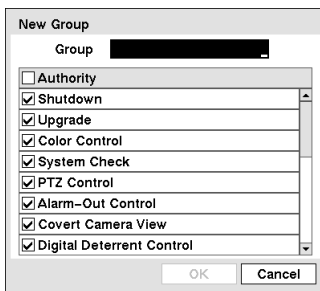 New Group
Group
Authority
Shutdown
Upgrade
Color Control
System Check
PTZ Control
Alarm-Out Control
Covert Camera View
Digital Deterrent Control
OK Cancel